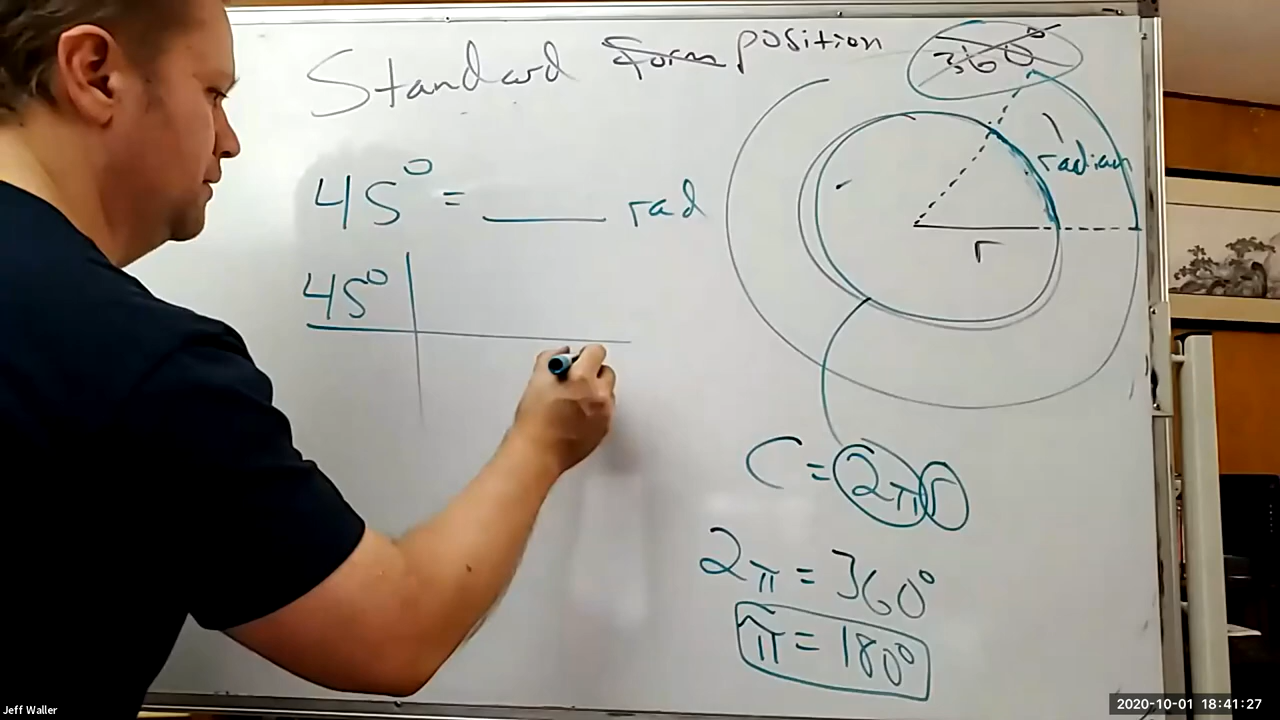 Standard form position
360°
1 radian
45° = ____ rad
r
45°
C = 2πr
2π = 360°
π = 180°
Jeff Waller
2020-10-01 18:41:27